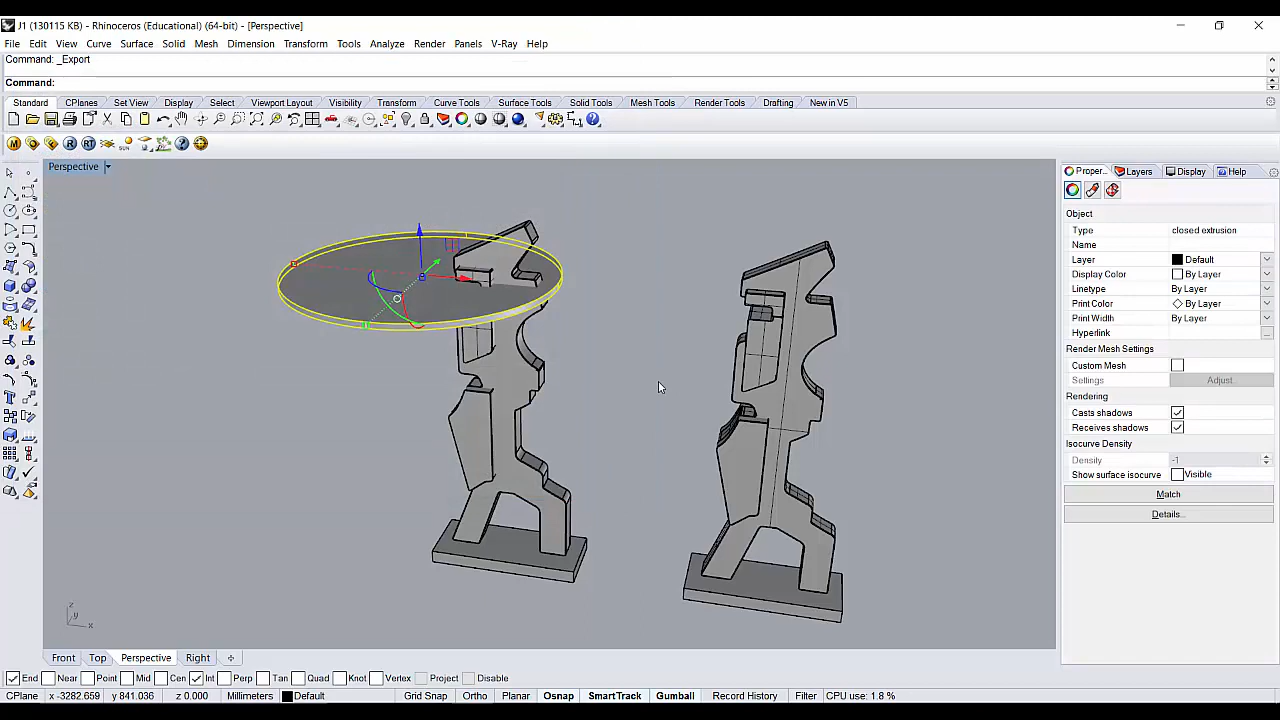 J1 (130115 KB) - Rhinoceros (Educational) (64-bit) - [Perspective]
File Edit View Curve Surface Solid Mesh Dimension Transform Tools Analyze Render Panels V-Ray Help
Command: _Export
Command:
Standard CPlanes Set View Display Select Viewport Layout Visibility Transform Curve Tools Surface Tools Solid Tools Mesh Tools Render Tools Drafting New in V5
Perspective
Proper... Layers Display Help
Object
Type closed extrusion
Name
Layer Default
Display Color By Layer
Linetype By Layer
Print Color By Layer
Print Width By Layer
Hyperlink ...
Render Mesh Settings
Custom Mesh
Settings Adjust...
Rendering
Casts shadows
Receives shadows
Isocurve Density
Density -1
Show surface isocurve Visible
Match
Details...
z
y
x
Front Top Perspective Right
End Near Point Mid Cen Int Perp Tan Quad Knot Vertex Project Disable
CPlane x -3282.659 y 841.036 z 0.000 Millimeters Default Grid Snap Ortho Planar Osnap SmartTrack Gumball Record History Filter CPU use: 1.8 %